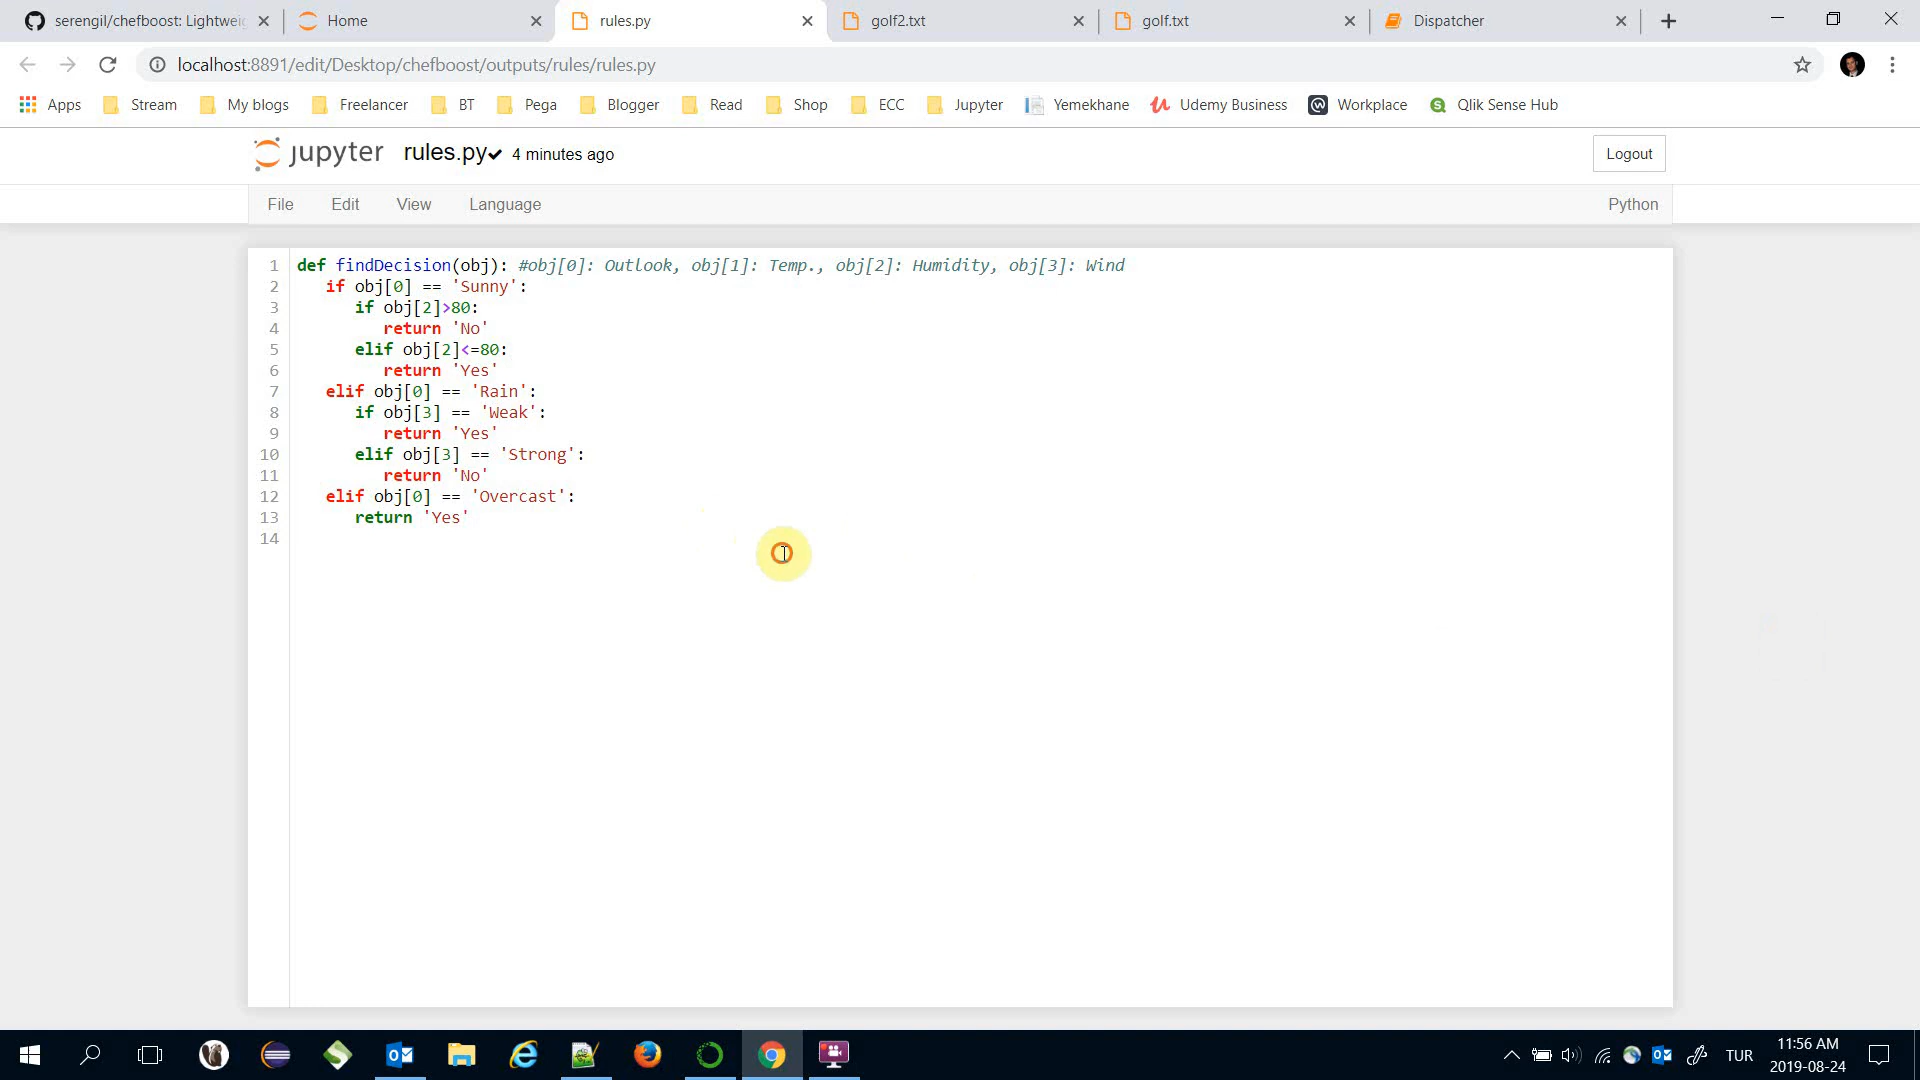 serengil/chefboost: Lightwei
Home
rules.py
golf2.txt
golf.txt
Dispatcher
localhost:8891/edit/Desktop/chefboost/outputs/rules/rules.py
Apps Stream My blogs Freelancer BT Pega Blogger Read Shop ECC Jupyter Yemekhane Udemy Business Workplace Qlik Sense Hub
jupyter rules.py✔ 4 minutes ago Logout
File Edit View Language Python
1 def findDecision(obj): #obj[0]: Outlook, obj[1]: Temp., obj[2]: Humidity, obj[3]: Wind
2 if obj[0] == 'Sunny':
3 if obj[2]>80:
4 return 'No'
5 elif obj[2]<=80:
6 return 'Yes'
7 elif obj[0] == 'Rain':
8 if obj[3] == 'Weak':
9 return 'Yes'
10 elif obj[3] == 'Strong':
11 return 'No'
12 elif obj[0] == 'Overcast':
13 return 'Yes'
14
TUR
11:56 AM
2019-08-24